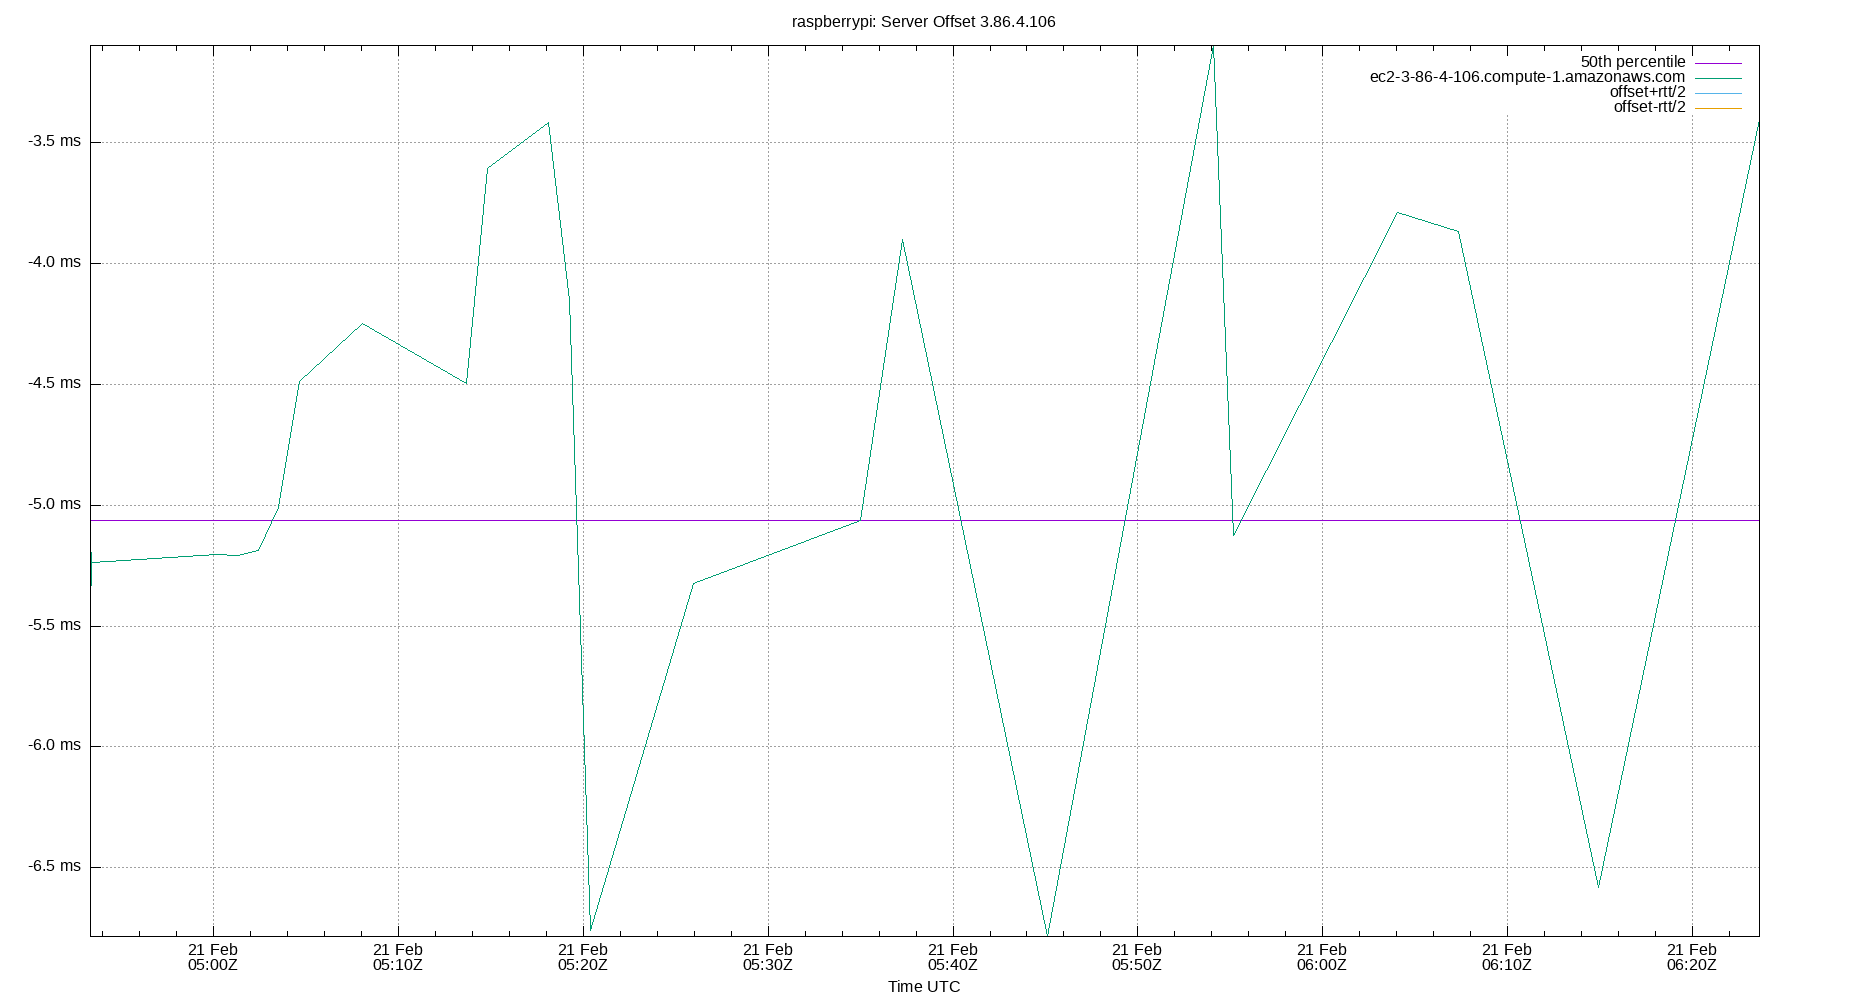 raspberrypi: Server Offset 3.86.4.106
50th percentile
ec2-3-86-4-106.compute-1.amazonaws.com
offset+rtt/2
offset-rtt/2
-3.5 ms
-4.0 ms
-4.5 ms
-5.0 ms
-5.5 ms
-6.0 ms
-6.5 ms
21 Feb 21 Feb 21 Feb 21 Feb 21 Feb 21 Feb 21 Feb 21 Feb 21 Feb
05:00Z 05:10Z 05:20Z 05:30Z 05:40Z 05:50Z 06:00Z 06:10Z 06:20Z
Time UTC